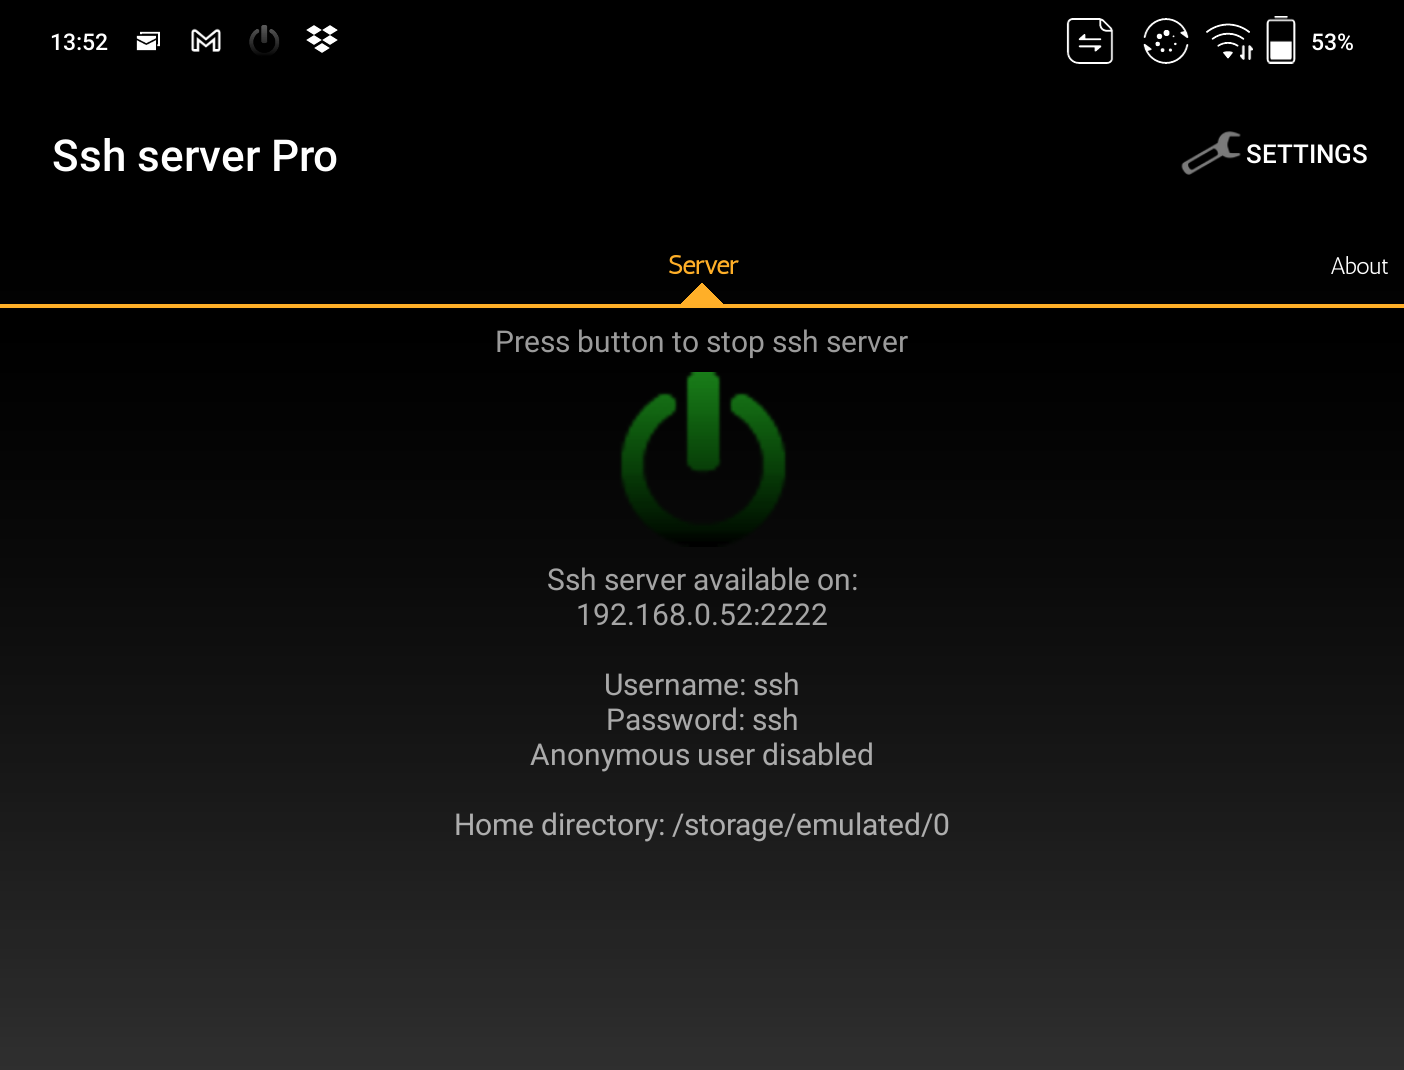 13:52
53%
Ssh server Pro
SETTINGS
Server
About
Press button to stop ssh server
Ssh server available on:
192.168.0.52:2222
Username: ssh
Password: ssh
Anonymous user disabled
Home directory: /storage/emulated/0